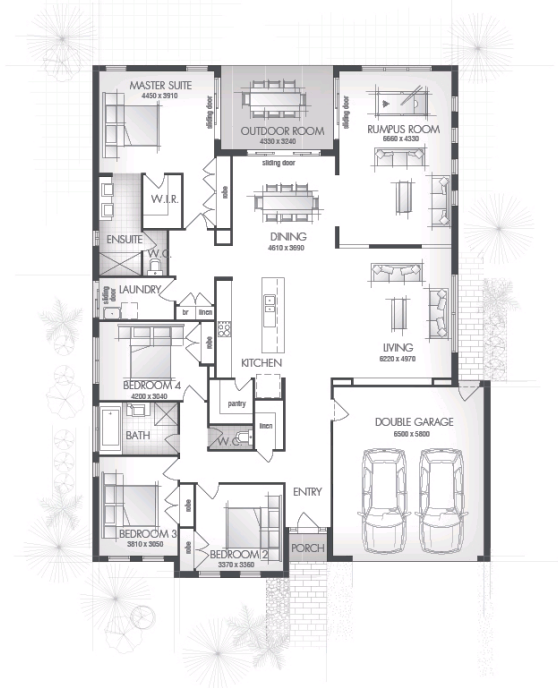 MASTER SUITE
4450 x 3910
sliding door
OUTDOOR ROOM
4330 x 3240
sliding door
sliding door
RUMPUS ROOM
6660 x 4330
W.I.R.
robe
DINING
4610 x 3690
ENSUITE
W.C.
LAUNDRY
sliding
door
br
linen
robe
KITCHEN
LIVING
6220 x 4970
BEDROOM 4
4200 x 3040
pantry
linen
BATH
W.C.
DOUBLE GARAGE
6500 x 5800
BEDROOM 3
3810 x 3050
robe
robe
BEDROOM 2
3370 x 3360
ENTRY
PORCH